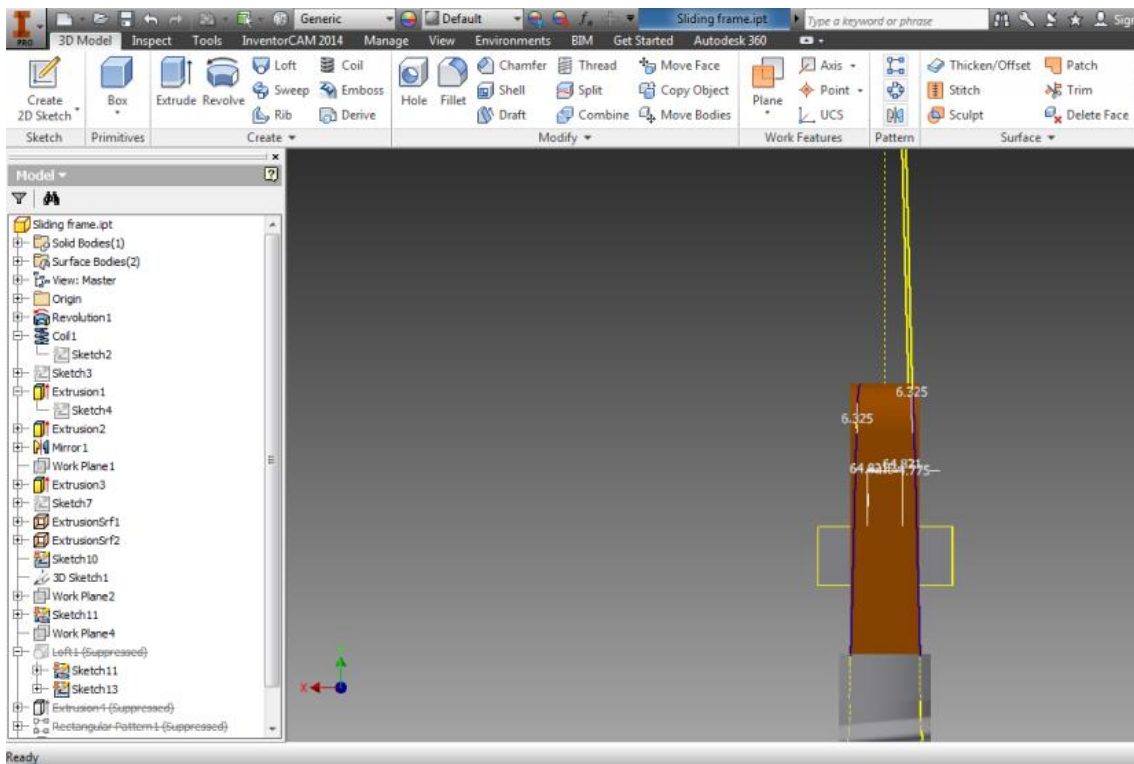 PRO
Generic
Default
Sliding frame.ipt
Type a keyword or phrase
3D Model Inspect Tools InventorCAM 2014 Manage View Environments BIM Get Started Autodesk 360
Create 2D Sketch
Box
Extrude
Revolve
Loft
Sweep
Rib
Coil
Emboss
Derive
Hole
Fillet
Chamfer
Shell
Draft
Thread
Split
Combine
Move Face
Copy Object
Move Bodies
Plane
Axis
Point
UCS
Thicken/Offset
Stitch
Sculpt
Patch
Trim
Delete Face
Sketch Primitives Create Modify Work Features Pattern Surface
Model
Sliding frame.ipt
Solid Bodies(1)
Surface Bodies(2)
View: Master
Origin
Revolution1
Coil1
Sketch2
Sketch3
Extrusion1
Sketch4
Extrusion2
Mirror1
Work Plane1
Extrusion3
Sketch7
ExtrusionSrf1
ExtrusionSrf2
Sketch10
3D Sketch1
Work Plane2
Sketch11
Work Plane4
Loft1 (Suppressed)
Sketch11
Sketch13
Extrusion4 (Suppressed)
Rectangular Pattern1 (Suppressed)
6.325
6.325
X
Ready